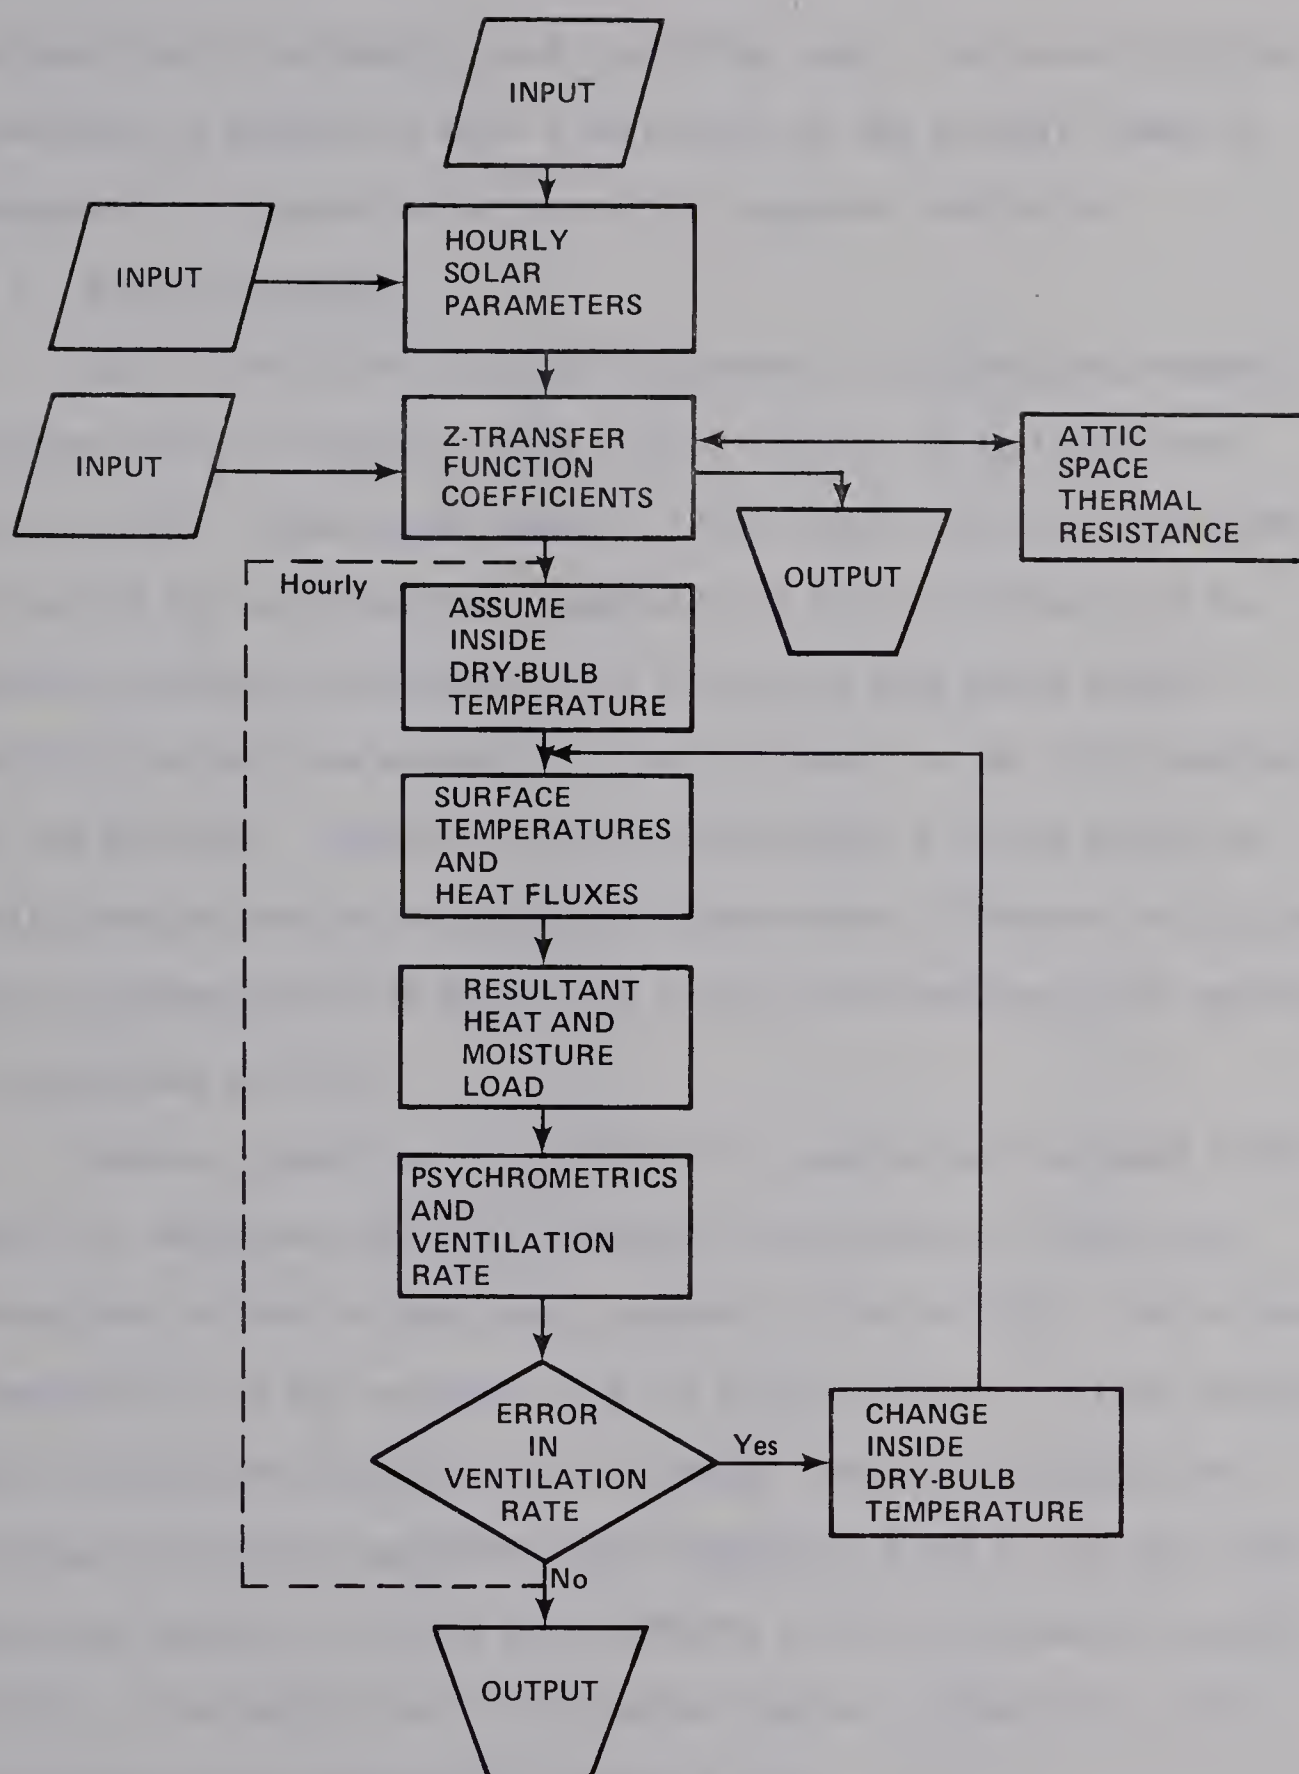 INPUT
INPUT
HOURLY
SOLAR
PARAMETERS
INPUT
Z-TRANSFER
FUNCTION
COEFFICIENTS
ATTIC
SPACE
THERMAL
RESISTANCE
OUTPUT
Hourly
ASSUME
INSIDE
DRY-BULB
TEMPERATURE
SURFACE
TEMPERATURES
AND
HEAT FLUXES
RESULTANT
HEAT AND
MOISTURE
LOAD
PSYCHROMETRICS
AND
VENTILATION
RATE
ERROR
IN
VENTILATION
RATE
Yes
CHANGE
INSIDE
DRY-BULB
TEMPERATURE
No
OUTPUT